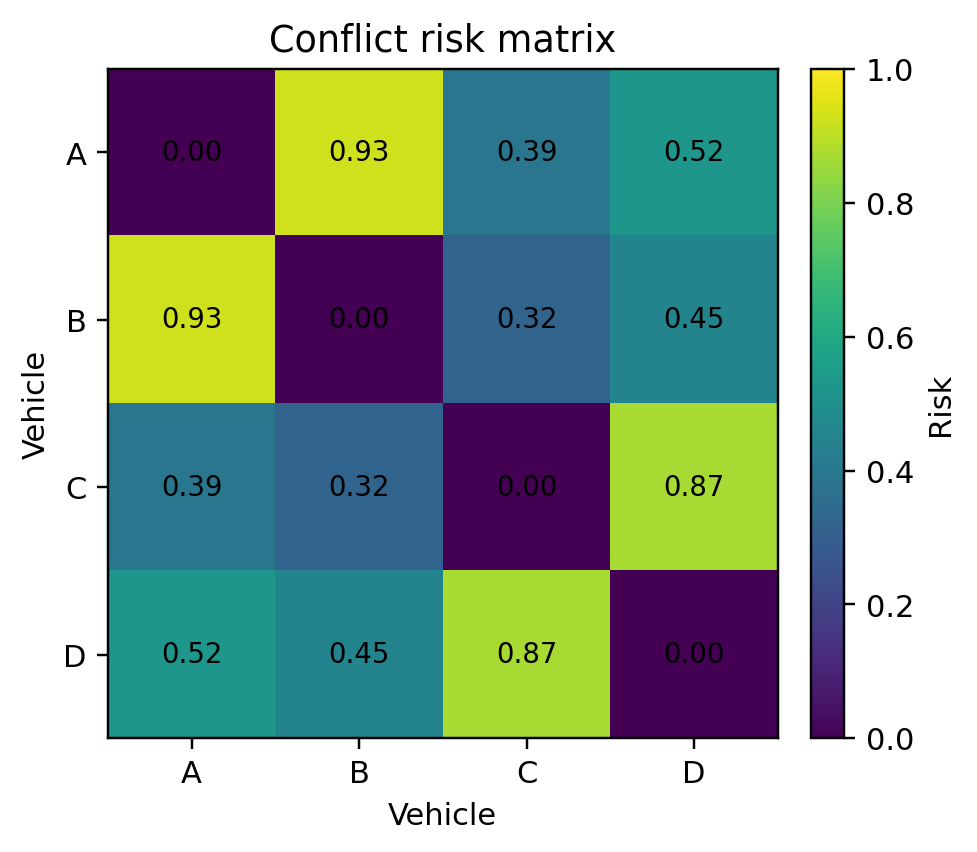 Conflict risk matrix
A 0.00 0.93 0.39 0.52
B 0.93 0.00 0.32 0.45
C 0.39 0.32 0.00 0.87
D 0.52 0.45 0.87 0.00
A B C D
Vehicle
Vehicle
1.0
0.8
0.6
0.4
0.2
0.0
Risk